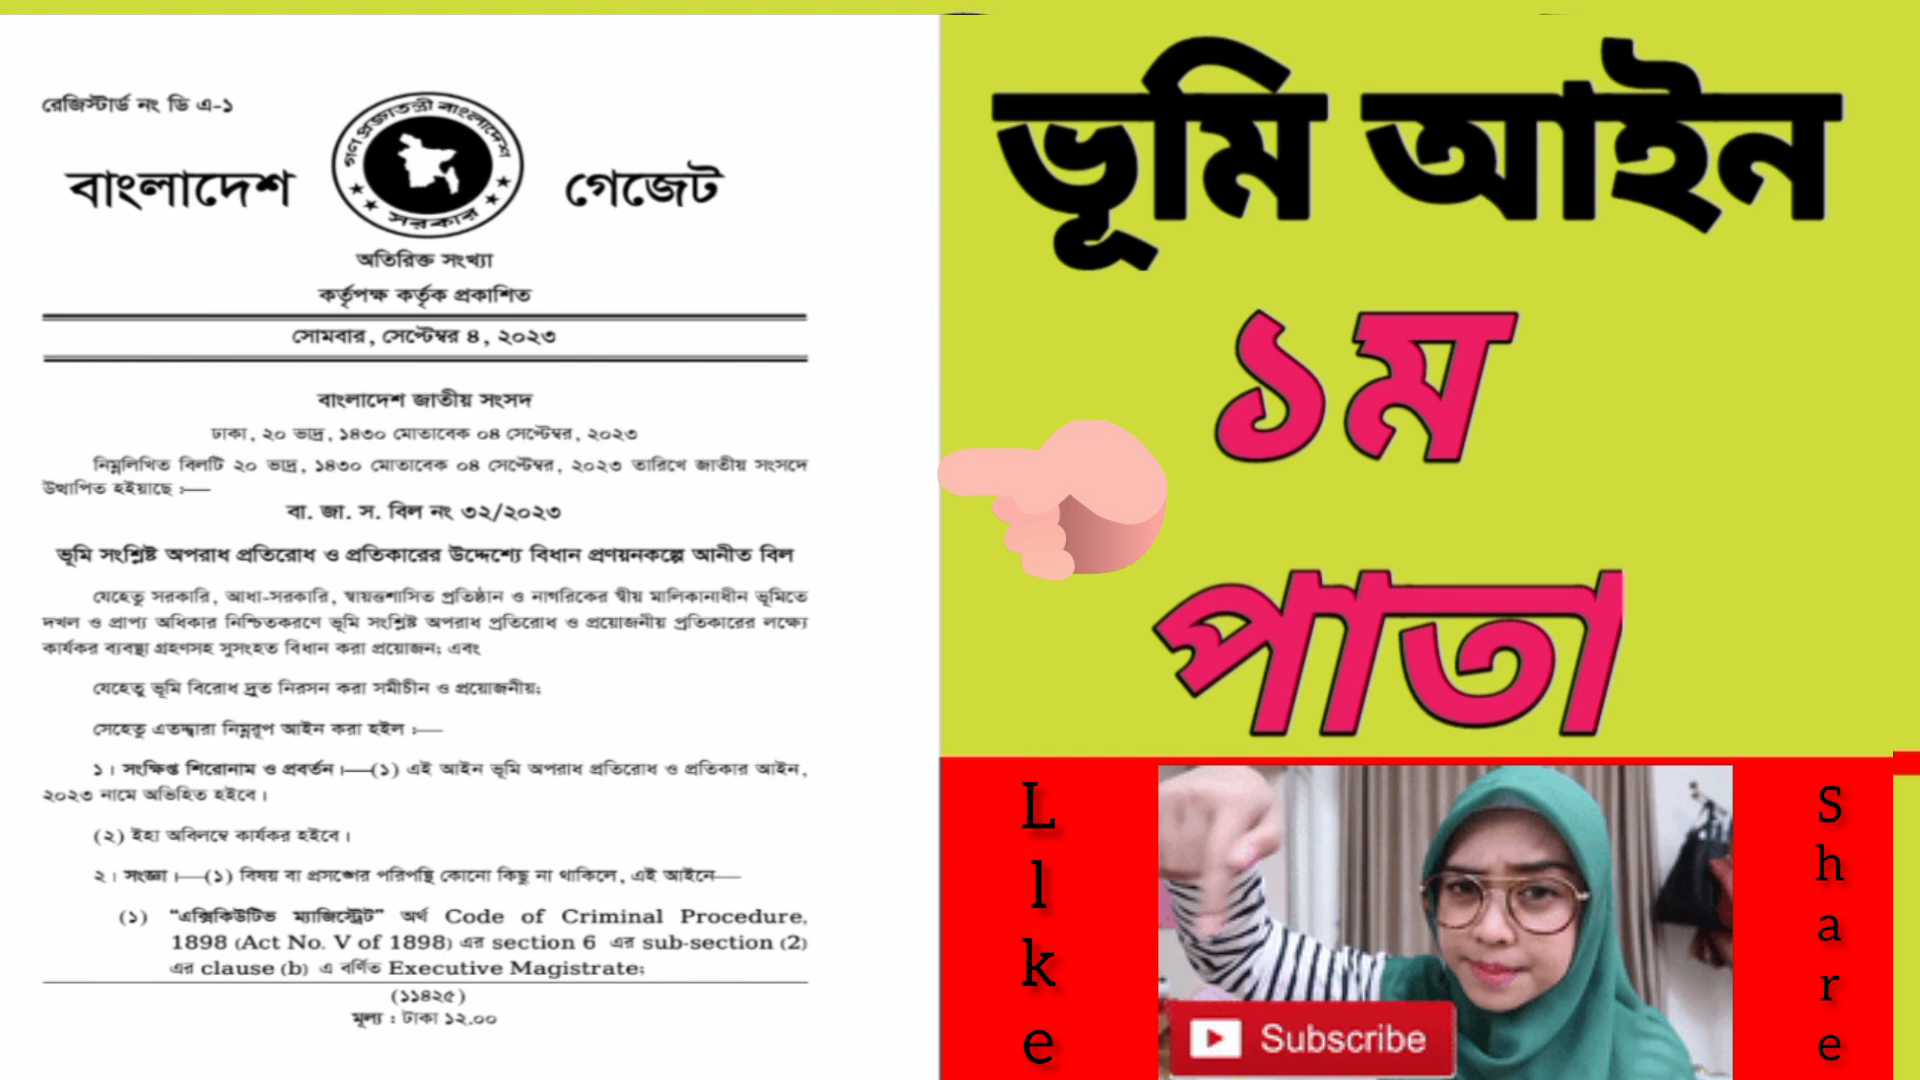 রেজিস্টার্ড নং ডি এ-১
গণপ্রজাতন্ত্রী বাংলাদেশ
সরকার
বাংলাদেশ গেজেট
অতিরিক্ত সংখ্যা
কর্তৃপক্ষ কর্তৃক প্রকাশিত
সোমবার, সেপ্টেম্বর ৪, ২০২৩
বাংলাদেশ জাতীয় সংসদ
ঢাকা, ২০ ভাদ্র, ১৪৩০ মোতাবেক ০৪ সেপ্টেম্বর, ২০২৩
নিম্নলিখিত বিলটি ২০ ভাদ্র, ১৪৩০ মোতাবেক ০৪ সেপ্টেম্বর, ২০২৩ তারিখে জাতীয় সংসদে
উত্থাপিত হইয়াছে :—
বা. জা. স. বিল নং ৩২/২০২৩
ভূমি সংশ্লিষ্ট অপরাধ প্রতিরোধ ও প্রতিকারের উদ্দেশ্যে বিধান প্রণয়নকল্পে আনীত বিল
যেহেতু সরকারি, আধা-সরকারি, স্বায়ত্তশাসিত প্রতিষ্ঠান ও নাগরিকের স্বীয় মালিকানাধীন ভূমিতে
দখল ও প্রাপ্য অধিকার নিশ্চিতকরণে ভূমি সংশ্লিষ্ট অপরাধ প্রতিরোধ ও প্রয়োজনীয় প্রতিকারের লক্ষ্যে
কার্যকর ব্যবস্থা গ্রহণসহ সুসংহত বিধান করা প্রয়োজন; এবং
যেহেতু ভূমি বিরোধ দ্রুত নিরসন করা সমীচীন ও প্রয়োজনীয়;
সেহেতু এতদ্দ্বারা নিম্নরূপ আইন করা হইল :—
১। সংক্ষিপ্ত শিরোনাম ও প্রবর্তন।—(১) এই আইন ভূমি অপরাধ প্রতিরোধ ও প্রতিকার আইন,
২০২৩ নামে অভিহিত হইবে।
(২) ইহা অবিলম্বে কার্যকর হইবে।
২। সংজ্ঞা।—(১) বিষয় বা প্রসঙ্গের পরিপন্থি কোনো কিছু না থাকিলে, এই আইনে—
(১) “এক্সিকিউটিভ ম্যাজিস্ট্রেট” অর্থ Code of Criminal Procedure,
1898 (Act No. V of 1898) এর section 6 এর sub-section (2)
এর clause (b) এ বর্ণিত Executive Magistrate;
(১১৪২৫)
মূল্য : টাকা ১২.০০
ভূমি আইন
১ম
পাতা
Llke
Subscribe
Share